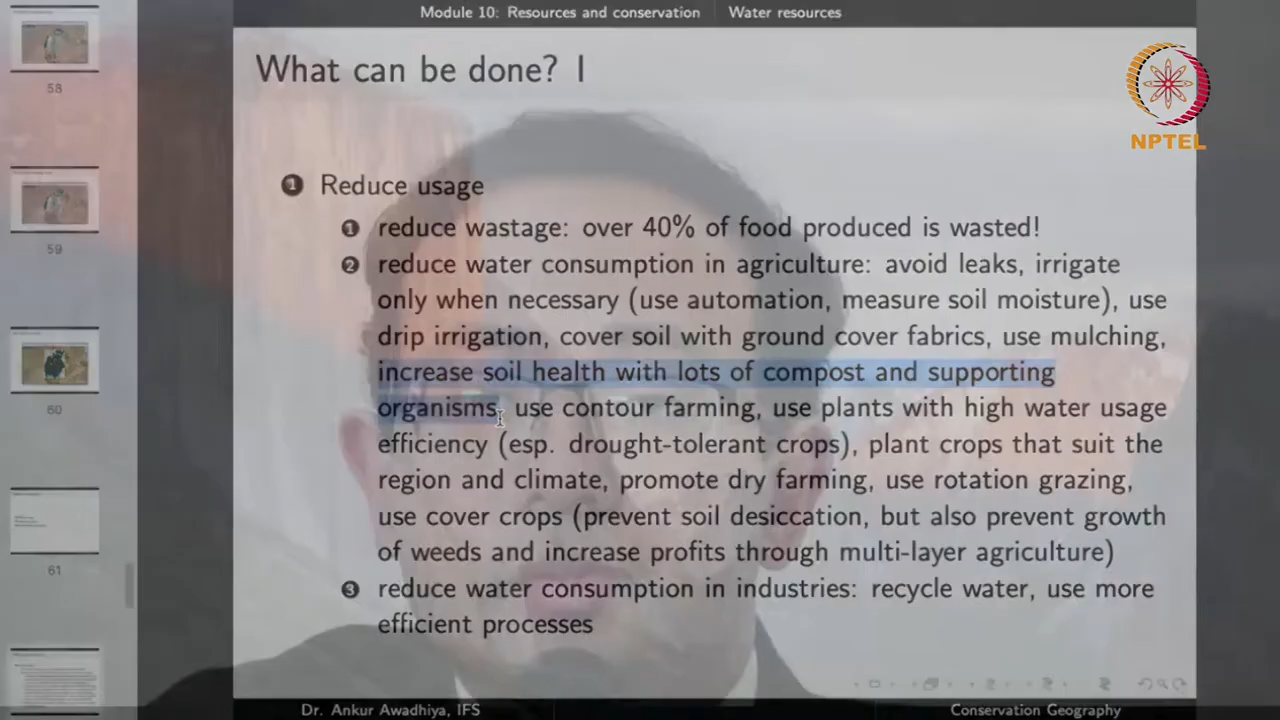 Module 10: Resources and conservation Water resources
What can be done? I
NPTEL
1 Reduce usage
1 reduce wastage: over 40% of food produced is wasted!
2 reduce water consumption in agriculture: avoid leaks, irrigate
only when necessary (use automation, measure soil moisture), use
drip irrigation, cover soil with ground cover fabrics, use mulching,
increase soil health with lots of compost and supporting
organisms, use contour farming, use plants with high water usage
efficiency (esp. drought-tolerant crops), plant crops that suit the
region and climate, promote dry farming, use rotation grazing,
use cover crops (prevent soil desiccation, but also prevent growth
of weeds and increase profits through multi-layer agriculture)
3 reduce water consumption in industries: recycle water, use more
efficient processes
Dr. Ankur Awadhiya, IFS Conservation Geography
58
59
60
61